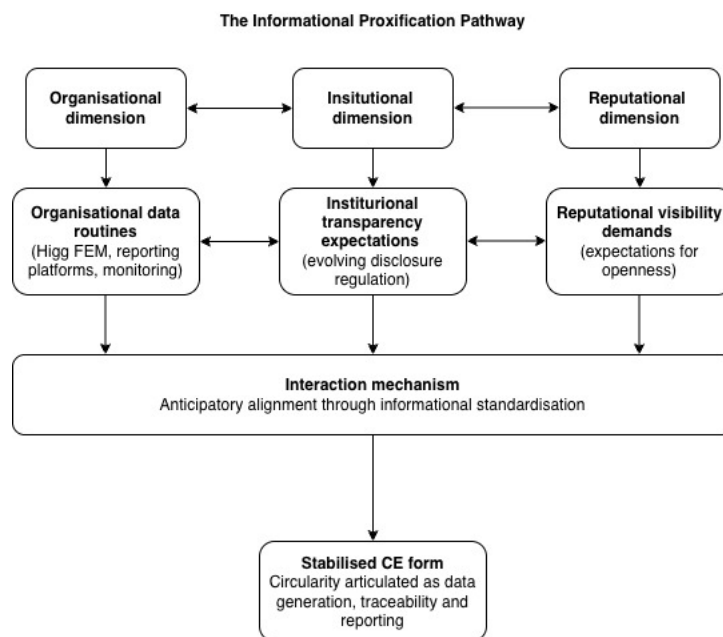 The Informational Proxification Pathway
Organisational
dimension
Insitutional
dimension
Reputational
dimension
Organisational data
routines
(Higg FEM, reporting
platforms, monitoring)
Institurional
transparency
expectations
(evolving disclosure
regulation)
Reputational visibility
demands
(expectations for
openness)
Interaction mechanism
Anticipatory alignment through informational standardisation
Stabilised CE form
Circularity articulated as data
generation, traceability and
reporting